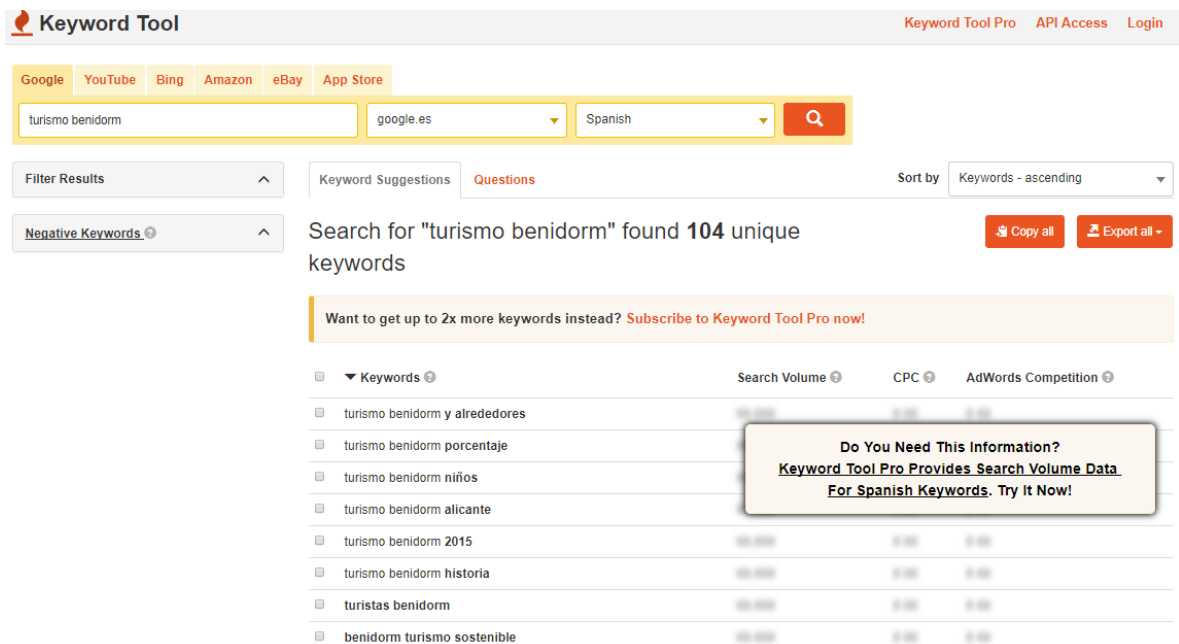 Keyword Tool
Keyword Tool Pro API Access Login
Google YouTube Bing Amazon eBay App Store
turismo benidorm google.es Spanish
Filter Results
Negative Keywords
Keyword Suggestions Questions
Sort by Keywords - ascending
Search for "turismo benidorm" found 104 unique
keywords
Copy all Export all
Want to get up to 2x more keywords instead? Subscribe to Keyword Tool Pro now!
Keywords Search Volume CPC AdWords Competition
turismo benidorm y alrededores
turismo benidorm porcentaje
turismo benidorm niños
turismo benidorm alicante
turismo benidorm 2015
turismo benidorm historia
turistas benidorm
benidorm turismo sostenible
Do You Need This Information?
Keyword Tool Pro Provides Search Volume Data
For Spanish Keywords. Try It Now!